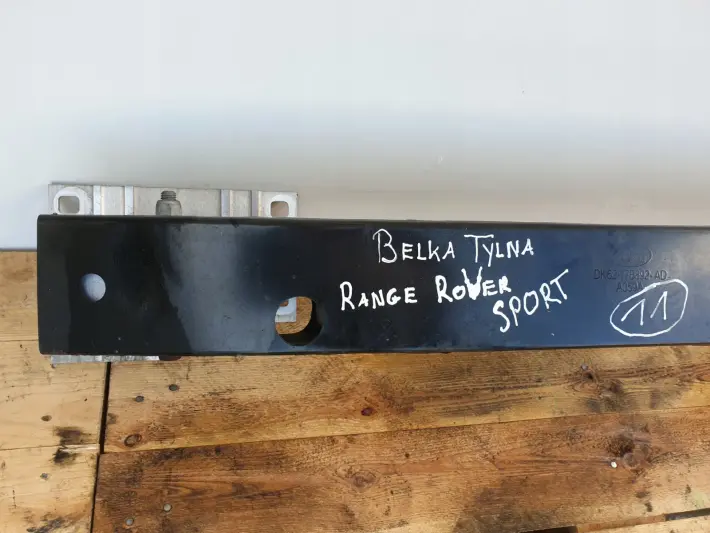 BELKA TYLNA
RANGE ROVER
SPORT
11